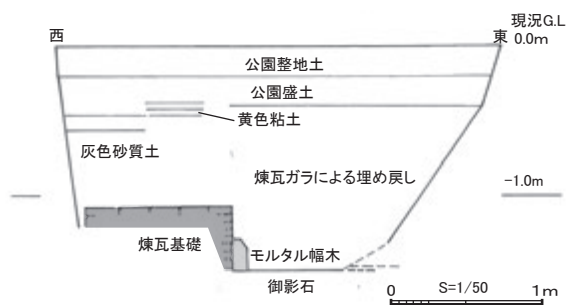 現況G.L
西
東 0.0m
公園整地土
公園盛土
黄色粘土
灰色砂質土
煉瓦ガラによる埋め戻し
-1.0m
煉瓦基礎
モルタル幅木
御影石
0 S=1/50 1m